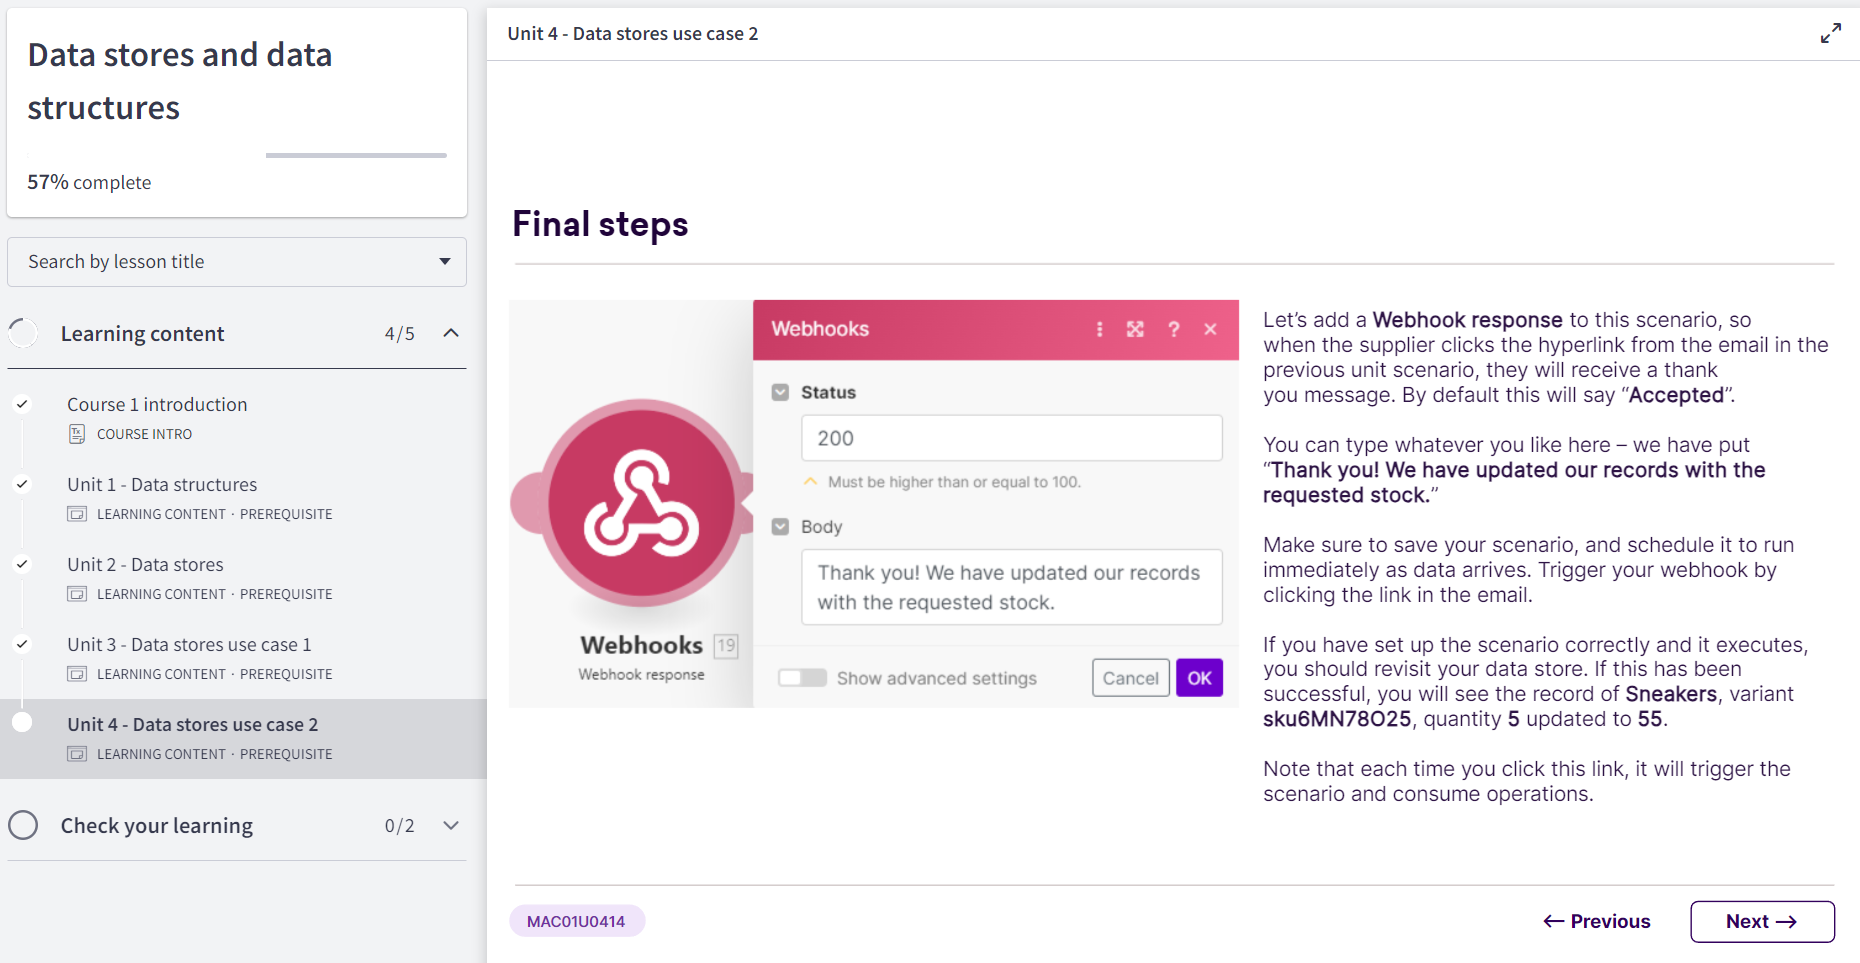 Data stores and data
structures
57% complete
Search by lesson title
Learning content 4/5
Course 1 introduction
COURSE INTRO
Unit 1 - Data structures
LEARNING CONTENT · PREREQUISITE
Unit 2 - Data stores
LEARNING CONTENT · PREREQUISITE
Unit 3 - Data stores use case 1
LEARNING CONTENT · PREREQUISITE
Unit 4 - Data stores use case 2
LEARNING CONTENT · PREREQUISITE
Check your learning 0/2
Unit 4 - Data stores use case 2
Final steps
Webhooks
Webhook response
19
Webhooks ?
Status
200
Must be higher than or equal to 100.
Body
Thank you! We have updated our records
with the requested stock.
Show advanced settings Cancel OK
Let's add a Webhook response to this scenario, so
when the supplier clicks the hyperlink from the email in the
previous unit scenario, they will receive a thank
you message. By default this will say “Accepted”.
You can type whatever you like here – we have put
“Thank you! We have updated our records with the
requested stock.”
Make sure to save your scenario, and schedule it to run
immediately as data arrives. Trigger your webhook by
clicking the link in the email.
If you have set up the scenario correctly and it executes,
you should revisit your data store. If this has been
successful, you will see the record of Sneakers, variant
sku6MN78O25, quantity 5 updated to 55.
Note that each time you click this link, it will trigger the
scenario and consume operations.
MAC01U0414
← Previous
Next →